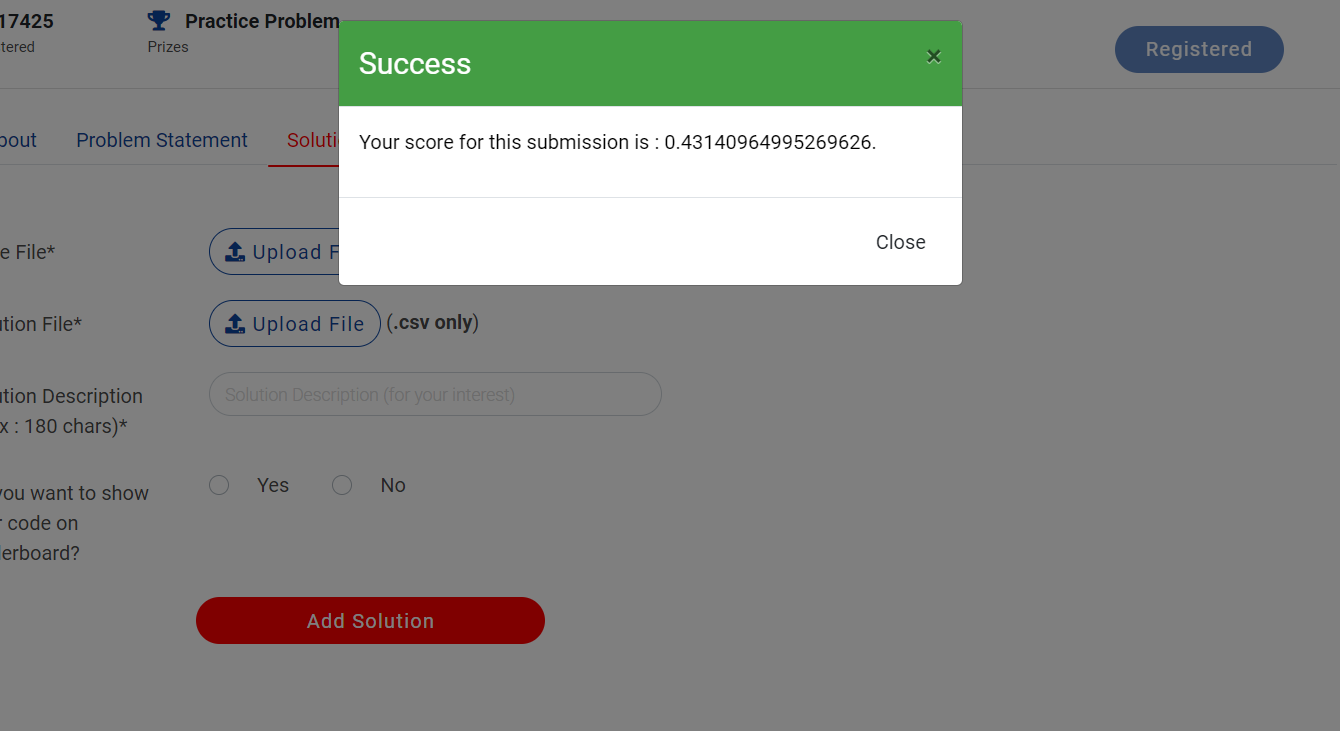 17425
Practice Problem
tered
Prizes
Registered
Success
×
bout
Problem Statement
Soluti
Your score for this submission is : 0.43140964995269626.
Close
e File*
Upload F
ution File*
Upload File (.csv only)
ution Description
x : 180 chars)*
Solution Description (for your interest)
you want to show
r code on
derboard?
Yes
No
Add Solution